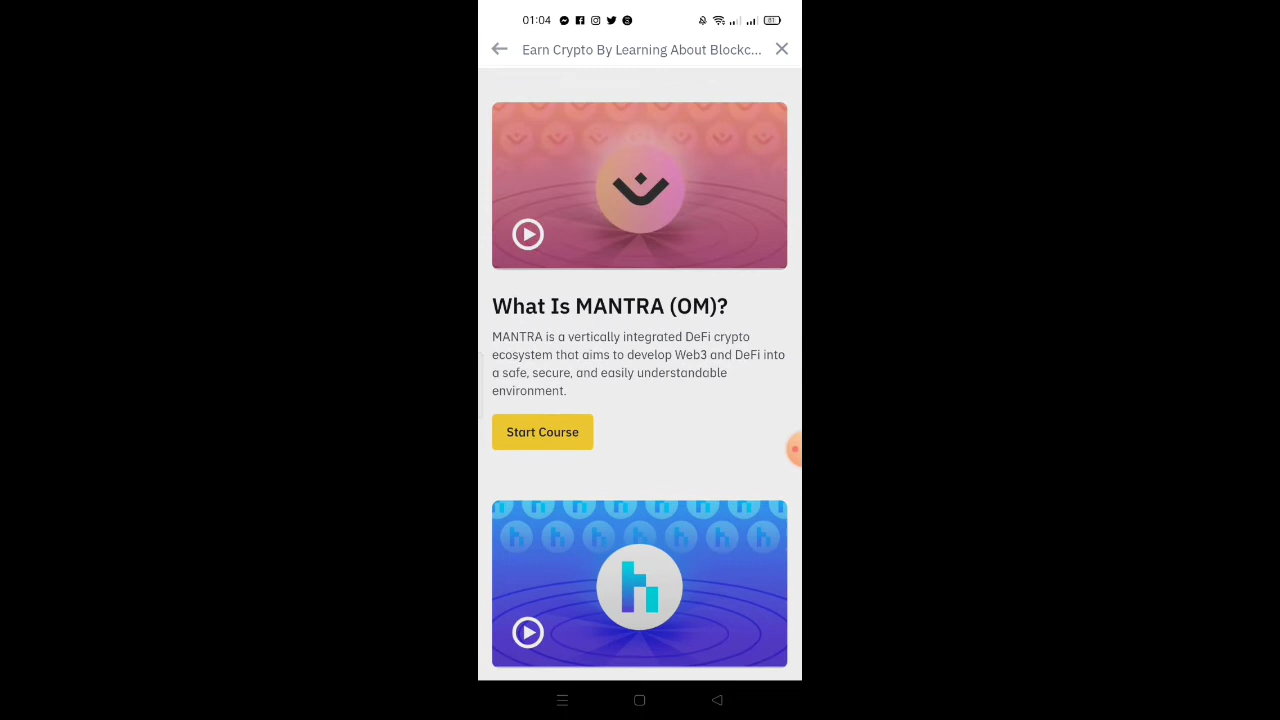 01:04
81
Earn Crypto By Learning About Blockc...
What Is MANTRA (OM)?
MANTRA is a vertically integrated DeFi crypto
ecosystem that aims to develop Web3 and DeFi into
a safe, secure, and easily understandable
environment.
Start Course